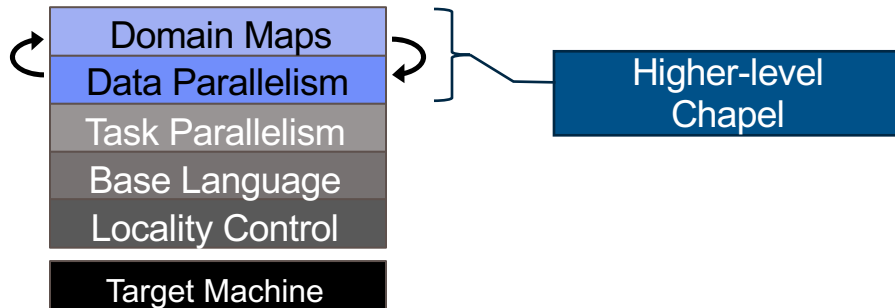 Domain Maps
Data Parallelism
Task Parallelism
Base Language
Locality Control
Target Machine
Higher-level
Chapel